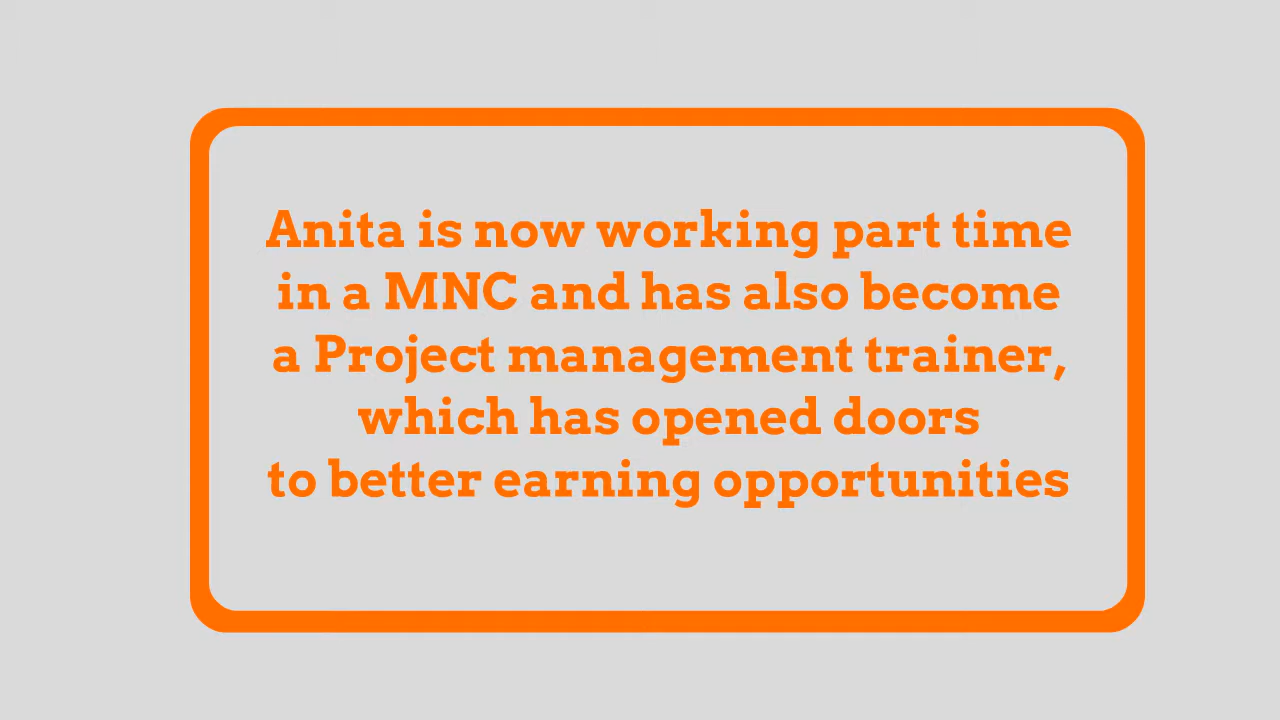 Anita is now working part time
in a MNC and has also become
a Project management trainer,
which has opened doors
to better earning opportunities